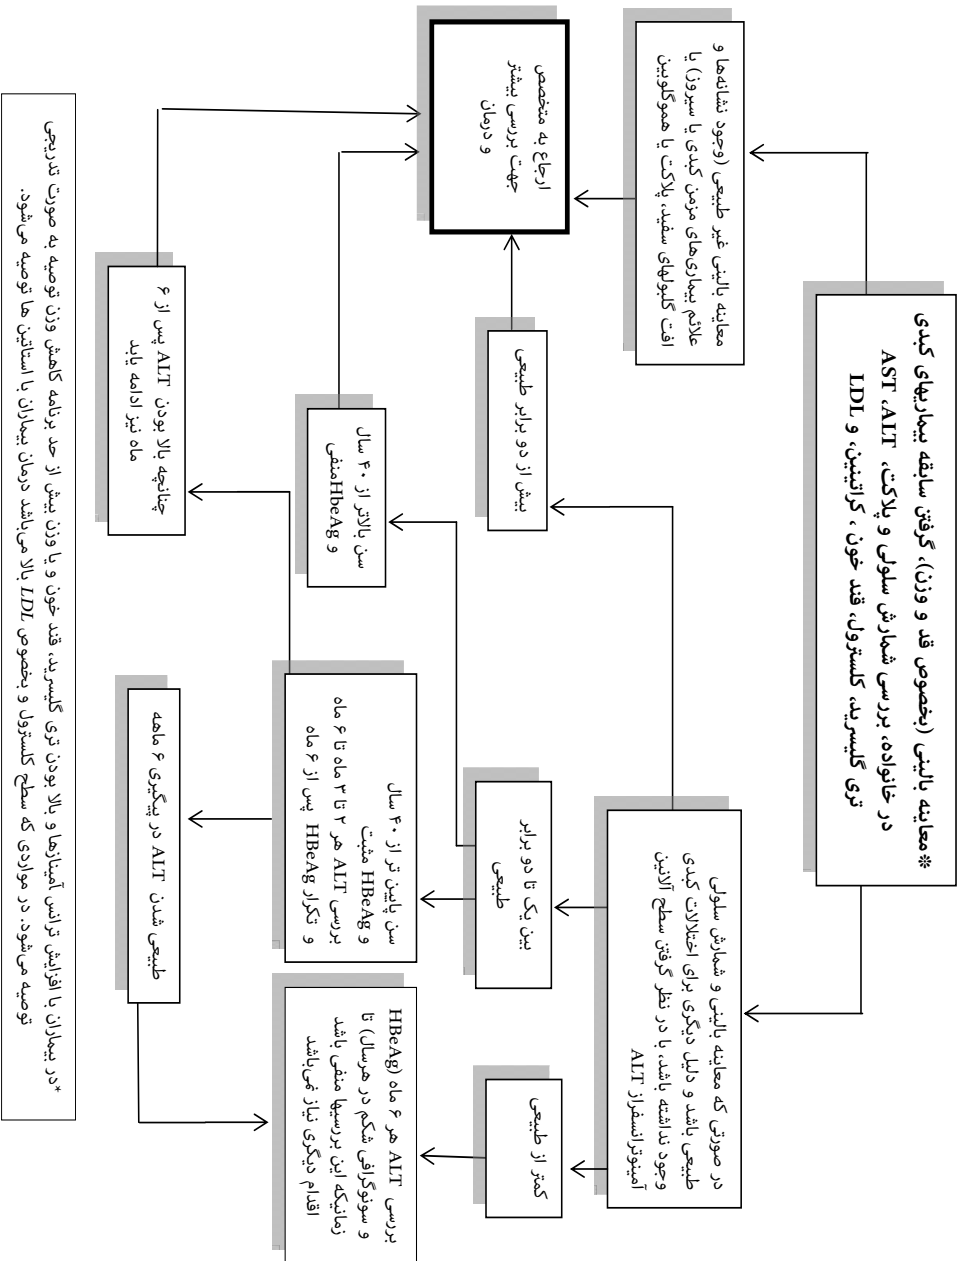 ※معاینه بالینی (بخصوص قد و وزن)، گرفتن سابقه بیماریهای کبدی
در خانواده، بررسی شمارش سلولی و پلاکت، AST ،ALT
تری گلیسرید، کلسترول، قند خون ، کراتینین، و LDL
معاینه بالینی غیر طبیعی (وجود نشانه‌ها و
علائم بیماری‌های مزمن کبدی یا سیروز) یا
افت گلبولهای سفید، پلاکت یا هموگلوبین
در صورتی که معاینه بالینی و شمارش سلولی
طبیعی باشد و دلیل دیگری برای اختلالات کبدی
وجود نداشته باشد، با در نظر گرفتن سطح آلانین
آمینوترانسفراز ALT
ارجاع به متخصص
جهت بررسی بیشتر
و درمان
بیش از دو برابر طبیعی
بین یک تا دو برابر
طبیعی
کمتر از طبیعی
سن بالاتر از ۴۰ سال
و HbeAgمنفی
سن پایین تر از ۴۰ سال
و HBeAg مثبت
بررسی ALT هر ۲ تا ۳ ماه تا ۶ ماه
و تکرار HBeAg پس از ۶ ماه
بررسی ALT هر ۶ ماه (HBeAg
و سونوگرافی شکم در هرسال) تا
زمانیکه این بررسیها منفی باشد
اقدام دیگری نیاز نمی‌باشد
چنانچه بالا بودن ALT پس از ۶
ماه نیز ادامه یابد
طبیعی شدن ALT در پیگیری ۶ ماهه
*در بیماران با افزایش ترانس آمینازها و بالا بودن تری گلیسرید، قند خون و یا وزن بیش از حد برنامه کاهش وزن توصیه به صورت تدریجی
توصیه می‌شود. در مواردی که سطح کلسترول و بخصوص LDL بالا می‌باشد درمان بیماران با استاتین ها توصیه می‌شود.